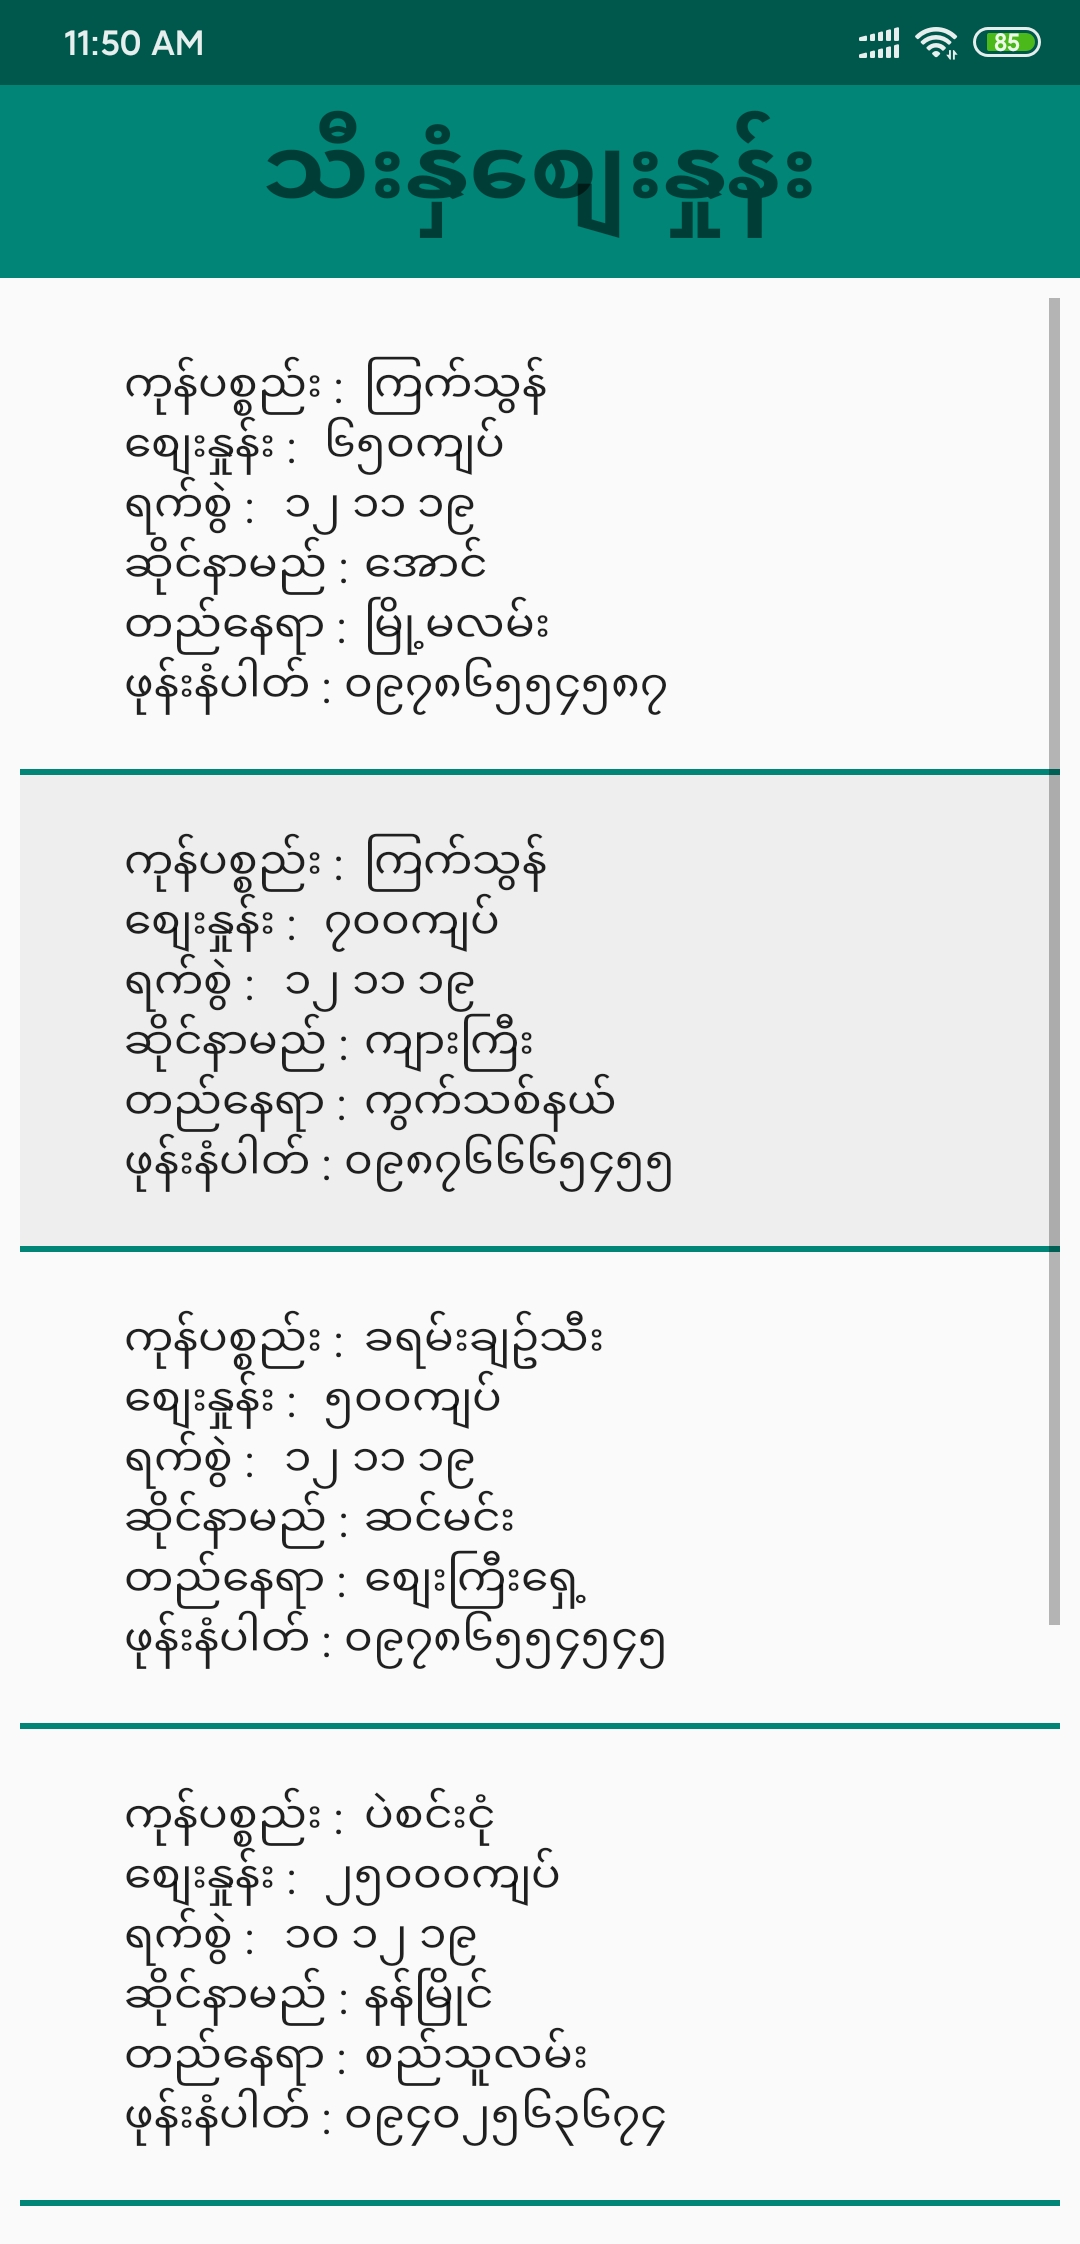 11:50 AM
85
သီးနှံစျေးနှုန်း
ကုန်ပစ္စည်း : ကြက်သွန်
စျေးနှုန်း : ၆၅၀ကျပ်
ရက်စွဲ : ၁၂ ၁၁ ၁၉
ဆိုင်နာမည် : အောင်
တည်နေရာ : မြို့မလမ်း
ဖုန်းနံပါတ် : ၀၉၇၈၆၅၅၄၅၈၇
ကုန်ပစ္စည်း : ကြက်သွန်
စျေးနှုန်း : ၇၀၀ကျပ်
ရက်စွဲ : ၁၂ ၁၁ ၁၉
ဆိုင်နာမည် : ကျားကြီး
တည်နေရာ : ကွက်သစ်နယ်
ဖုန်းနံပါတ် : ၀၉၈၇၆၆၆၅၄၅၅
ကုန်ပစ္စည်း : ခရမ်းချဥ်သီး
စျေးနှုန်း : ၅၀၀ကျပ်
ရက်စွဲ : ၁၂ ၁၁ ၁၉
ဆိုင်နာမည် : ဆင်မင်း
တည်နေရာ : စျေးကြီးရှေ့
ဖုန်းနံပါတ် : ၀၉၇၈၆၅၅၄၅၄၅
ကုန်ပစ္စည်း : ပဲစင်းငုံ
စျေးနှုန်း : ၂၅၀၀၀ကျပ်
ရက်စွဲ : ၁၀ ၁၂ ၁၉
ဆိုင်နာမည် : နန်မြိုင်
တည်နေရာ : စည်သူလမ်း
ဖုန်းနံပါတ် : ၀၉၄၀၂၅၆၃၆၇၄